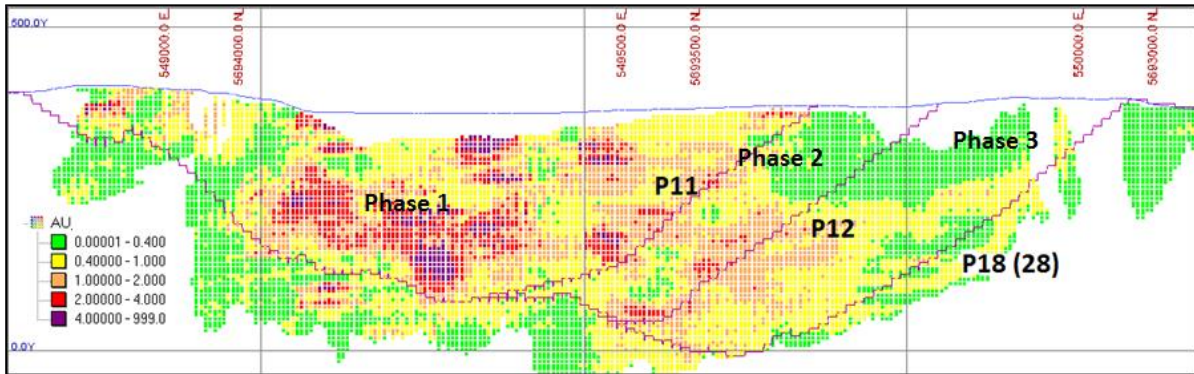 500.0Y
549000.0 E
5694000.0 N
549500.0 E
5693500.0 N
550000.0 E
5693000.0 N
Phase 1
P11
Phase 2
P12
Phase 3
P18 (28)
AU
0.00001 - 0.400
0.40000 - 1.000
1.00000 - 2.000
2.00000 - 4.000
4.00000 - 999.0
0.0Y